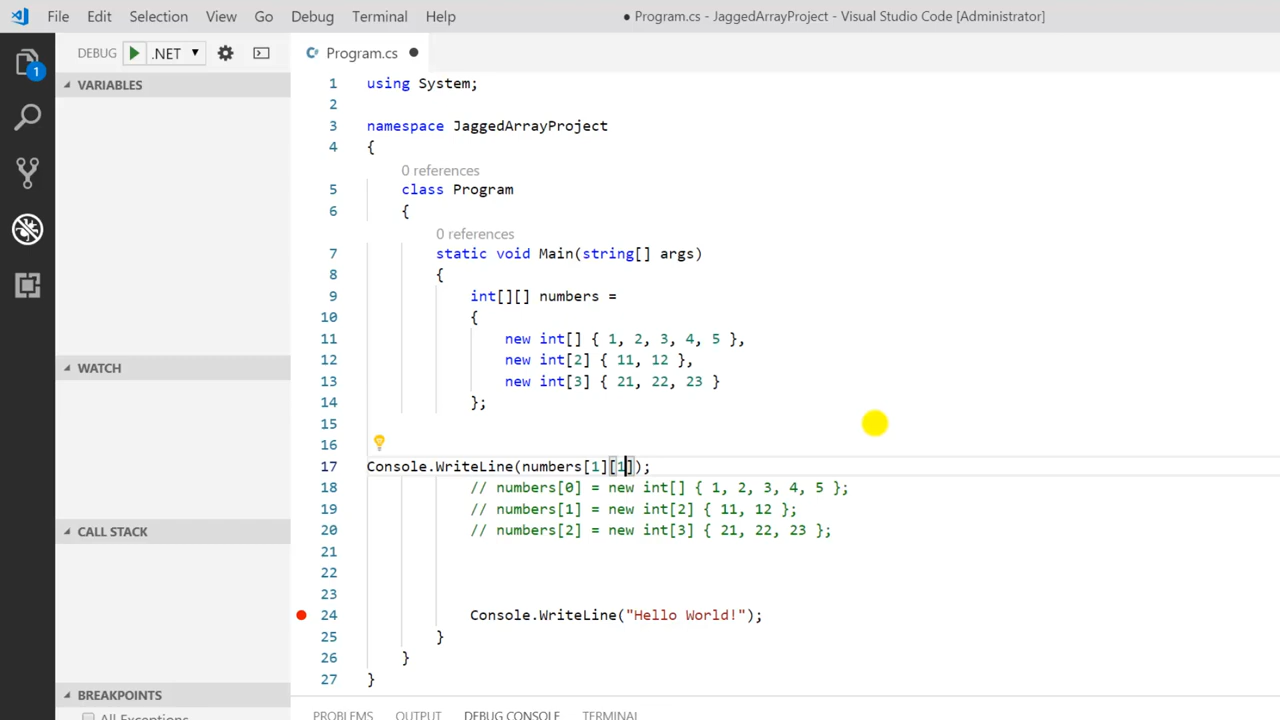 File Edit Selection View Go Debug Terminal Help
● Program.cs - JaggedArrayProject - Visual Studio Code [Administrator]
DEBUG .NET
Program.cs
VARIABLES
WATCH
CALL STACK
BREAKPOINTS
All Exceptions
1
1 using System;
2
3 namespace JaggedArrayProject
4 {
0 references
5 class Program
6 {
0 references
7 static void Main(string[] args)
8 {
9 int[][] numbers =
10 {
11 new int[] { 1, 2, 3, 4, 5 },
12 new int[2] { 11, 12 },
13 new int[3] { 21, 22, 23 }
14 };
15
16
17 Console.WriteLine(numbers[1][1]);
18 // numbers[0] = new int[] { 1, 2, 3, 4, 5 };
19 // numbers[1] = new int[2] { 11, 12 };
20 // numbers[2] = new int[3] { 21, 22, 23 };
21
22
23
24 Console.WriteLine("Hello World!");
25 }
26 }
27 }
PROBLEMS OUTPUT DEBUG CONSOLE TERMINAL